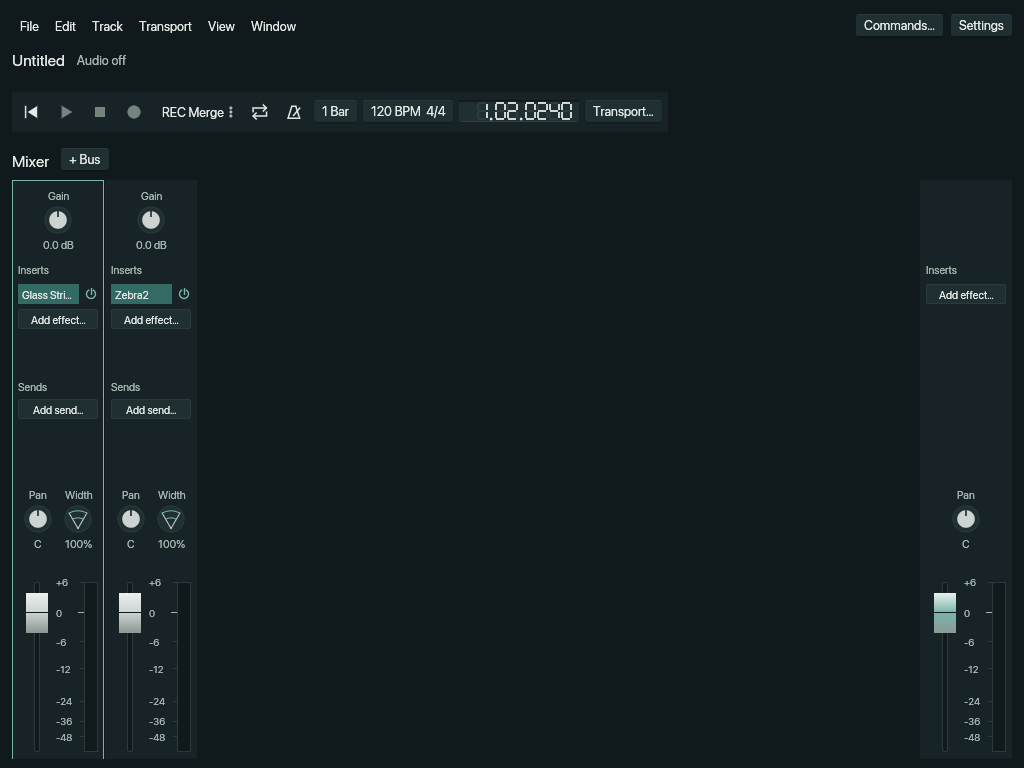 File Edit Track Transport View Window Commands... Settings
Untitled Audio off
REC Merge 1 Bar 120 BPM 4/4 1.02.0240 Transport...
Mixer + Bus
Gain Gain
0.0 dB 0.0 dB
Inserts Inserts Inserts
Glass Stri... Zebra2 Add effect...
Add effect... Add effect...
Sends Sends
Add send... Add send...
Pan Width Pan Width Pan
C 100% C 100% C
+6 +6 +6
0 0 0
-6 -6 -6
-12 -12 -12
-24 -24 -24
-36 -36 -36
-48 -48 -48